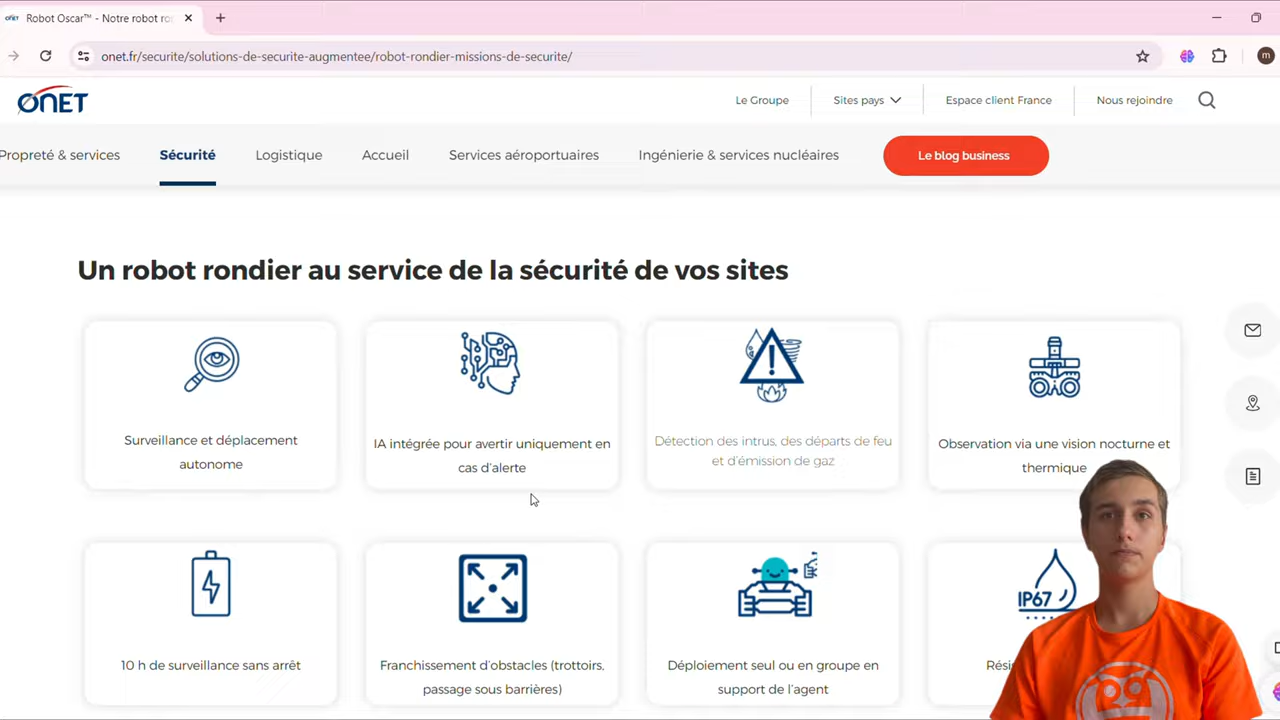 Robot Oscar™ - Notre robot ro
onet.fr/securite/solutions-de-securite-augmentee/robot-rondier-missions-de-securite/
m
ONET
Le Groupe
Sites pays
Espace client France
Nous rejoindre
Propreté & services
Sécurité
Logistique
Accueil
Services aéroportuaires
Ingénierie & services nucléaires
Le blog business
Un robot rondier au service de la sécurité de vos sites
Surveillance et déplacement
autonome
IA intégrée pour avertir uniquement en
cas d'alerte
Détection des intrus, des départs de feu
et d'émission de gaz
Observation via une vision nocturne et
thermique
10 h de surveillance sans arrêt
Franchissement d'obstacles (trottoirs,
passage sous barrières)
Déploiement seul ou en groupe en
support de l'agent
IP67
Rési